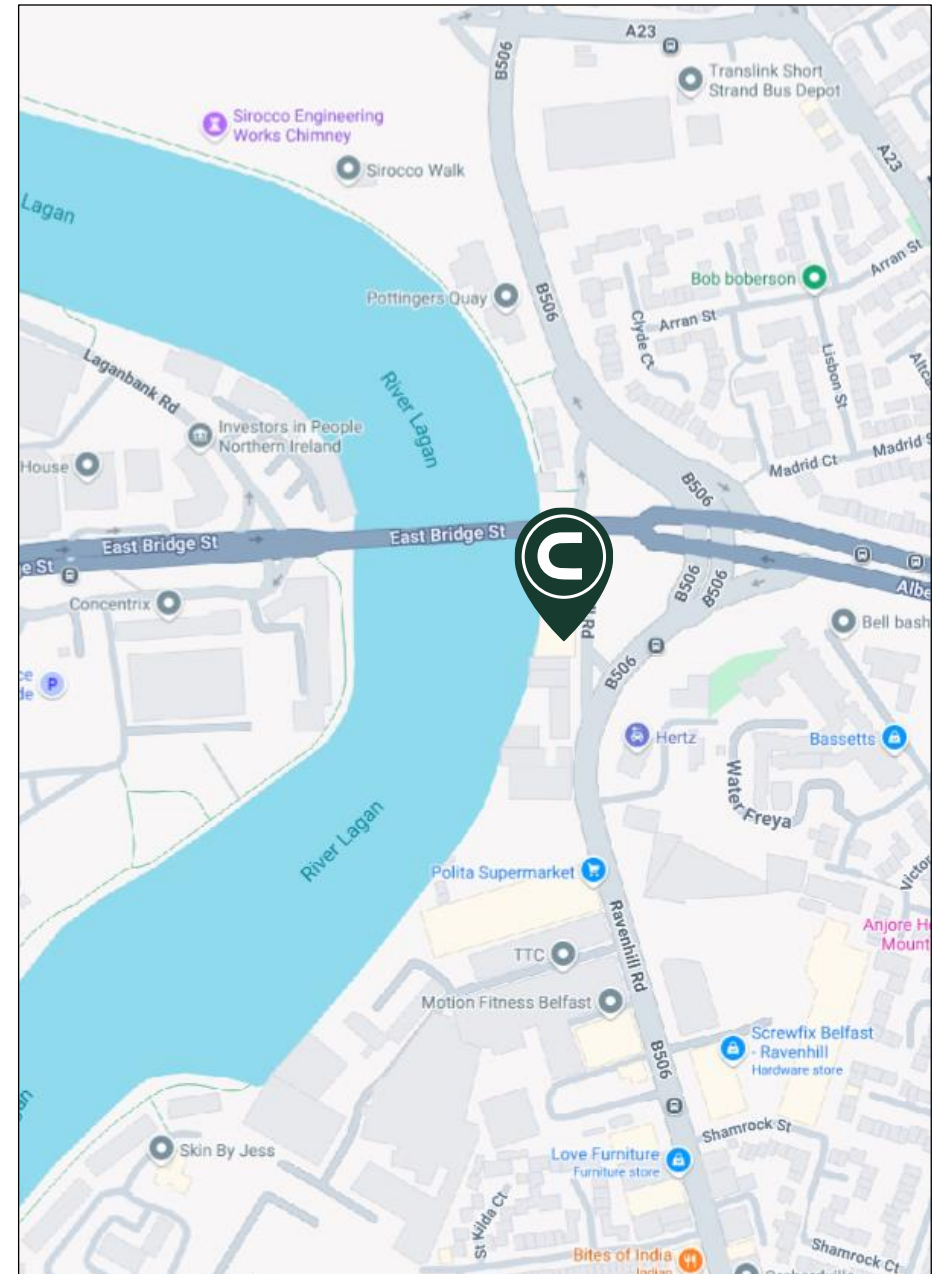 A23
B506
Translink Short
Strand Bus Depot
Sirocco Engineering
Works Chimney
Sirocco Walk
A23
Lagan
Arran St
Bob boberson
Pottingers Quay
B506
Arran St
Clyde Ct
Lisbon St
Laganbank Rd
River Lagan
Investors in People
Northern Ireland
House
Madrid Ct
Madrid
B506
East Bridge St
East Bridge St
St
B506
B506
Concentrix
Rd
Bell bash
B506
P
Hertz
Bassetts
Water Freya
River Lagan
Polita Supermarket
Ravenhill Rd
TTC
Motion Fitness Belfast
Screwfix Belfast
- Ravenhill
Hardware store
B506
Shamrock St
Skin By Jess
Love Furniture
Furniture store
St Kilda Ct
Bites of India
Shamrock Ct